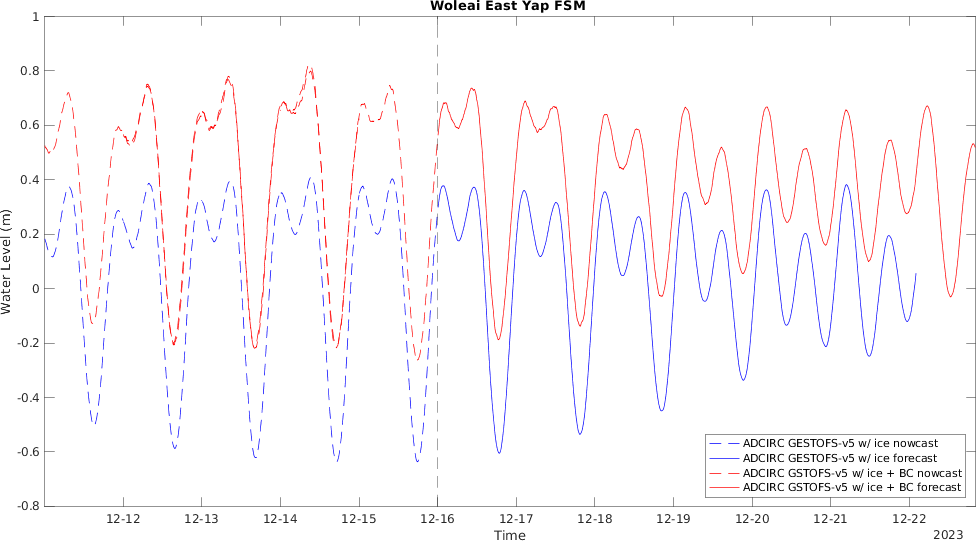 Woleai East Yap FSM
Water Level (m)
1
0.8
0.6
0.4
0.2
0
-0.2
-0.4
-0.6
-0.8
12-12 12-13 12-14 12-15 12-16 12-17 12-18 12-19 12-20 12-21 12-22
Time
2023
ADCIRC GESTOFS-v5 w/ ice nowcast
ADCIRC GESTOFS-v5 w/ ice forecast
ADCIRC GSTOFS-v5 w/ ice + BC nowcast
ADCIRC GSTOFS-v5 w/ ice + BC forecast